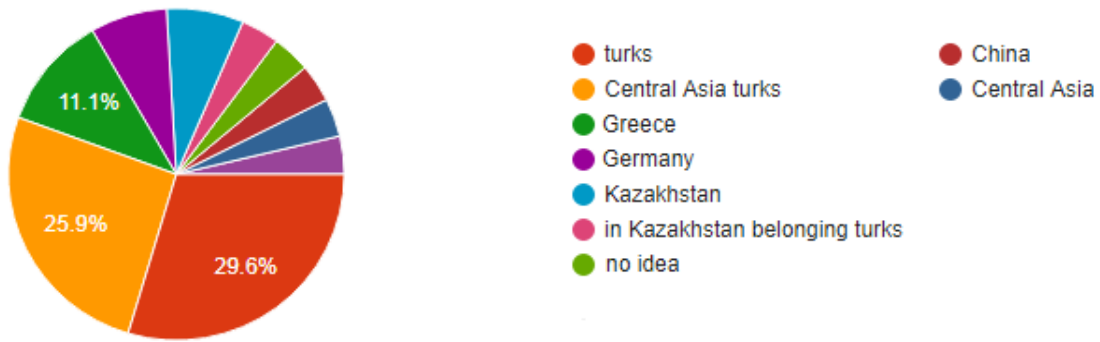 11.1%
25.9%
29.6%
turks
Central Asia turks
Greece
Germany
Kazakhstan
in Kazakhstan belonging turks
no idea
China
Central Asia